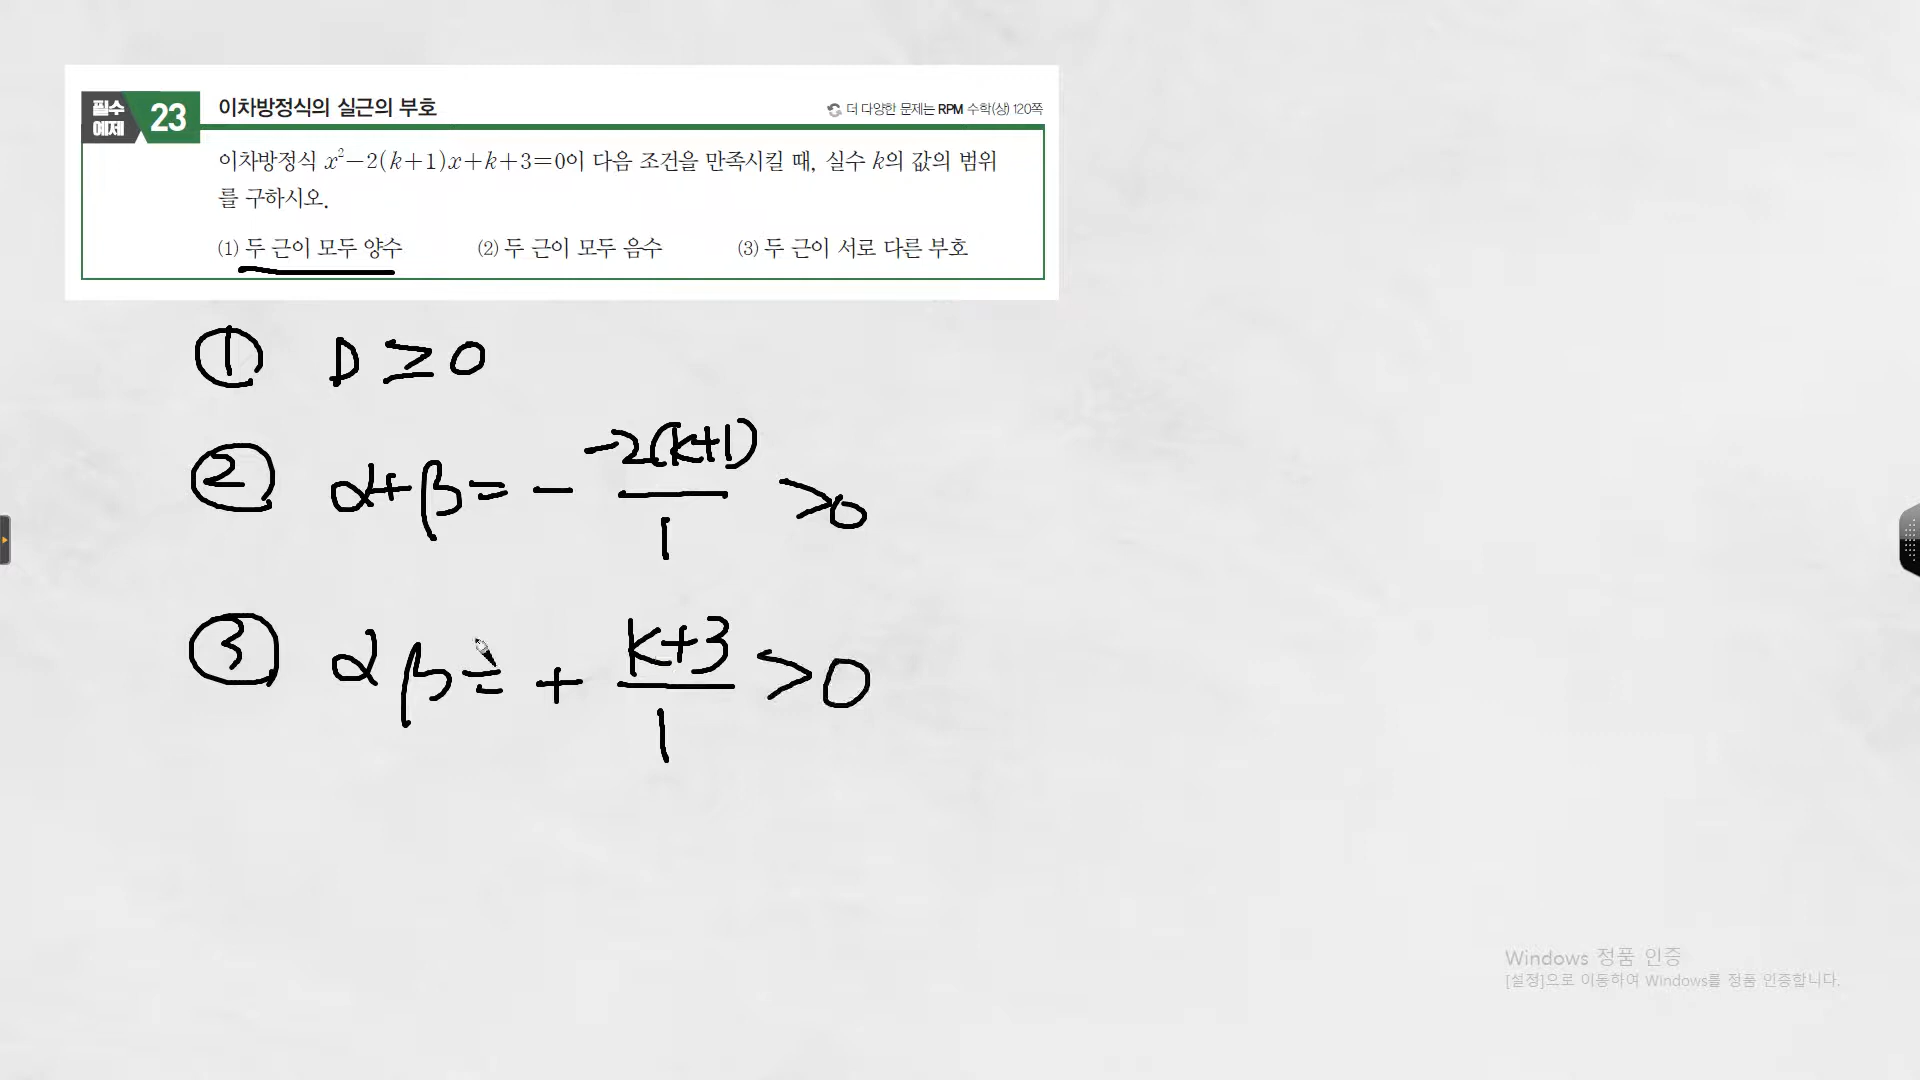 필수 예제 23 이차방정식의 실근의 부호 더 다양한 문제는 RPM 수학(상) 120쪽
이차방정식 x²-2(k+1)x+k+3=0이 다음 조건을 만족시킬 때, 실수 k의 값의 범위
를 구하시오.
(1) 두 근이 모두 양수 (2) 두 근이 모두 음수 (3) 두 근이 서로 다른 부호
① D ≥ 0
② α+β = - -2(k+1)/1 >0
③ αβ = + k+3/1 >0
Windows 정품 인증
[설정]으로 이동하여 Windows를 정품 인증합니다.